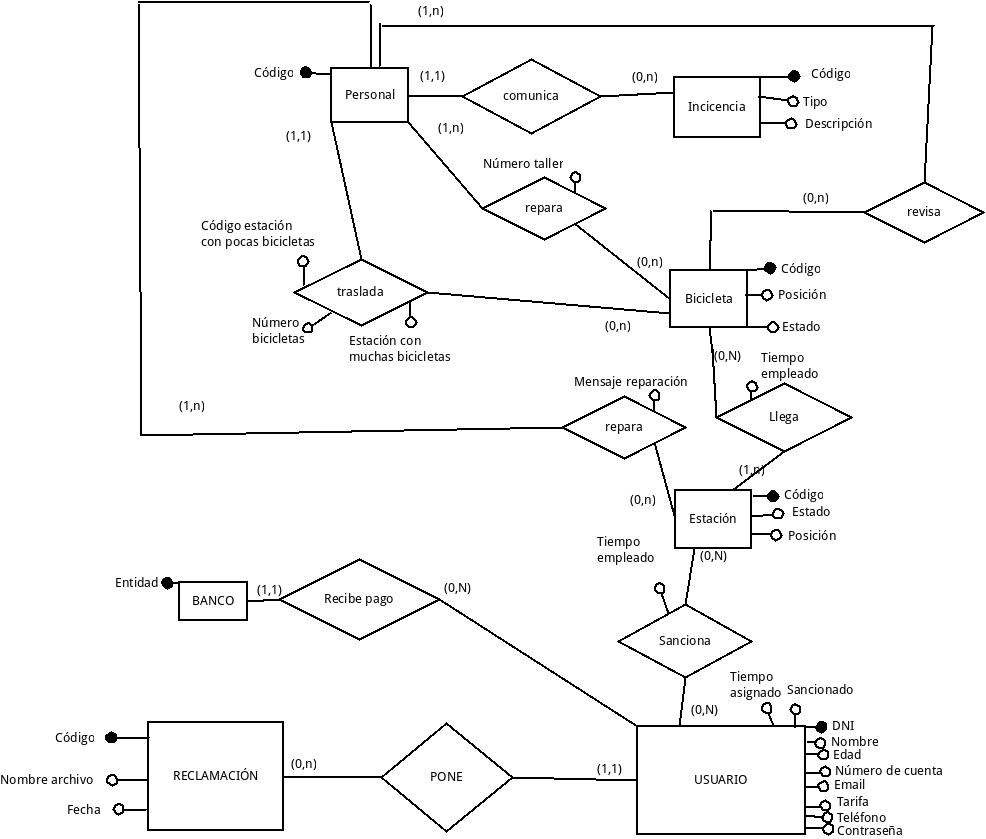 (1,n)
Código
Personal
(1,1)
comunica
(0,n)
Incicencia
Código
Tipo
Descripción
(1,1)
(1,n)
Número taller
repara
(0,n)
revisa
Código estación
con pocas bicicletas
(0,n)
Bicicleta
Código
Posición
Estado
traslada
Número
bicicletas
Estación con
muchas bicicletas
(0,n)
(0,N)
Tiempo
empleado
Llega
Mensaje reparación
(1,n)
repara
(1,n)
(0,n)
Estación
Código
Estado
Posición
Tiempo
empleado
(0,N)
Entidad
BANCO
(1,1)
Recibe pago
(0,N)
Sanciona
Tiempo
asignado
Sancionado
(0,N)
DNI
Nombre
Edad
Número de cuenta
Email
Tarifa
Teléfono
Contraseña
USUARIO
Código
Nombre archivo
Fecha
RECLAMACIÓN
(0,n)
PONE
(1,1)